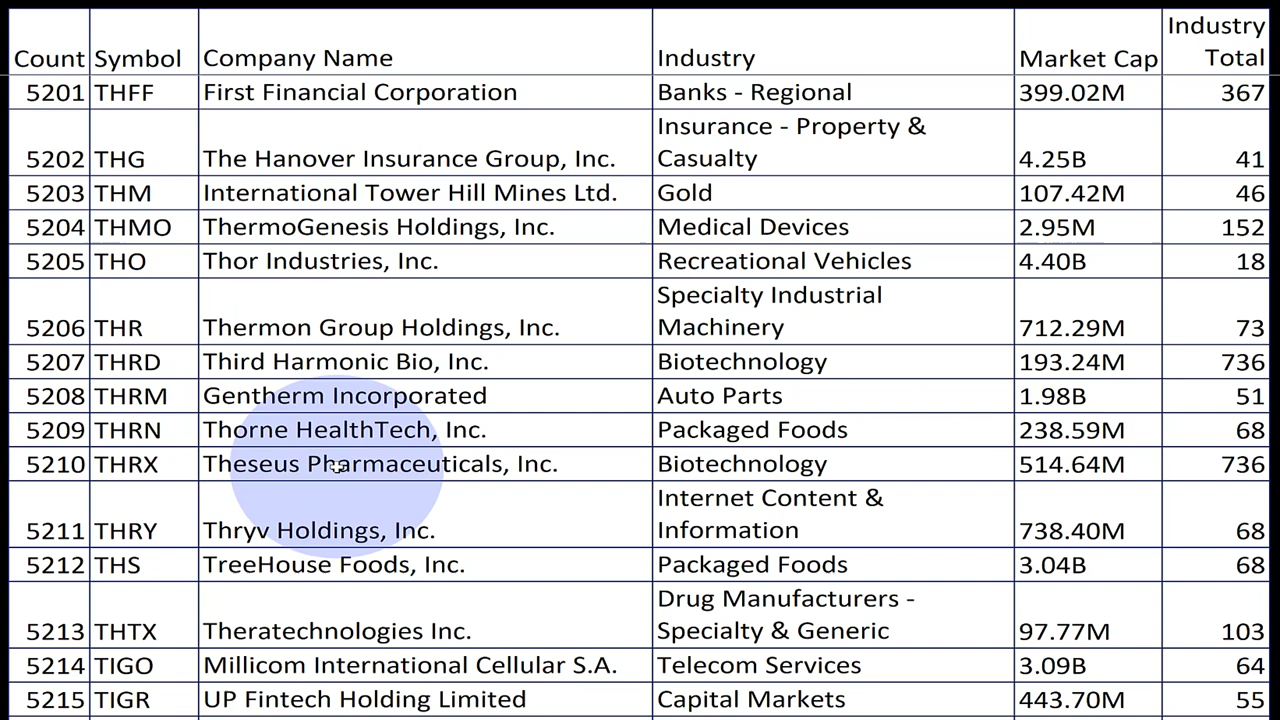 Count Symbol Company Name Industry Market Cap Industry Total
5201 THFF First Financial Corporation Banks - Regional 399.02M 367
5202 THG The Hanover Insurance Group, Inc. Insurance - Property & Casualty 4.25B 41
5203 THM International Tower Hill Mines Ltd. Gold 107.42M 46
5204 THMO ThermoGenesis Holdings, Inc. Medical Devices 2.95M 152
5205 THO Thor Industries, Inc. Recreational Vehicles 4.40B 18
5206 THR Thermon Group Holdings, Inc. Specialty Industrial Machinery 712.29M 73
5207 THRD Third Harmonic Bio, Inc. Biotechnology 193.24M 736
5208 THRM Gentherm Incorporated Auto Parts 1.98B 51
5209 THRN Thorne HealthTech, Inc. Packaged Foods 238.59M 68
5210 THRX Theseus Pharmaceuticals, Inc. Biotechnology 514.64M 736
5211 THRY Thryv Holdings, Inc. Internet Content & Information 738.40M 68
5212 THS TreeHouse Foods, Inc. Packaged Foods 3.04B 68
5213 THTX Theratechnologies Inc. Drug Manufacturers - Specialty & Generic 97.77M 103
5214 TIGO Millicom International Cellular S.A. Telecom Services 3.09B 64
5215 TIGR UP Fintech Holding Limited Capital Markets 443.70M 55